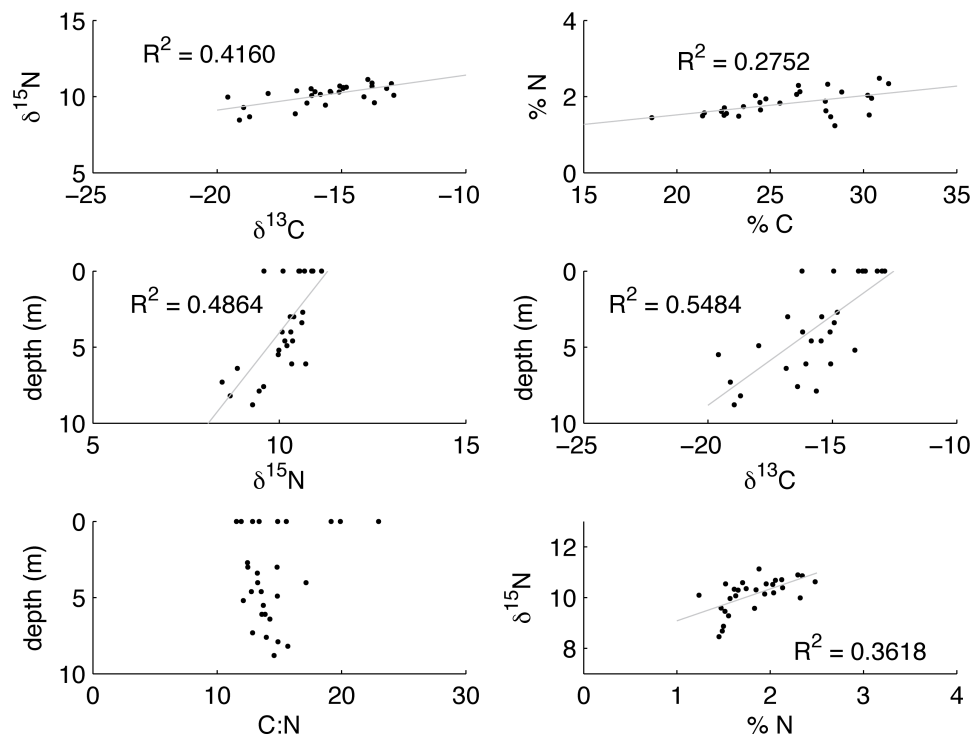 15
10
5
δ15N
R2 = 0.4160
−25
−20
−15
−10
δ13C
4
2
0
% N
R2 = 0.2752
15
20
25
30
35
% C
0
5
10
depth (m)
R2 = 0.4864
5
10
15
δ15N
0
5
10
depth (m)
R2 = 0.5484
−25
−20
−15
−10
δ13C
0
5
10
depth (m)
0
10
20
30
C:N
12
10
8
δ15N
R2 = 0.3618
0
1
2
3
4
% N